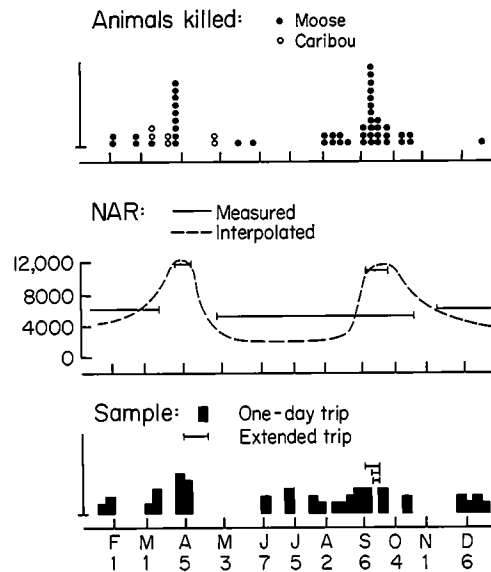 Animals killed: • Moose
○ Caribou
NAR: Measured
Interpolated
12,000
8000
4000
0
Sample: One-day trip
Extended trip
F M A M J J A S O N D
1 1 5 3 7 5 2 6 4 1 6